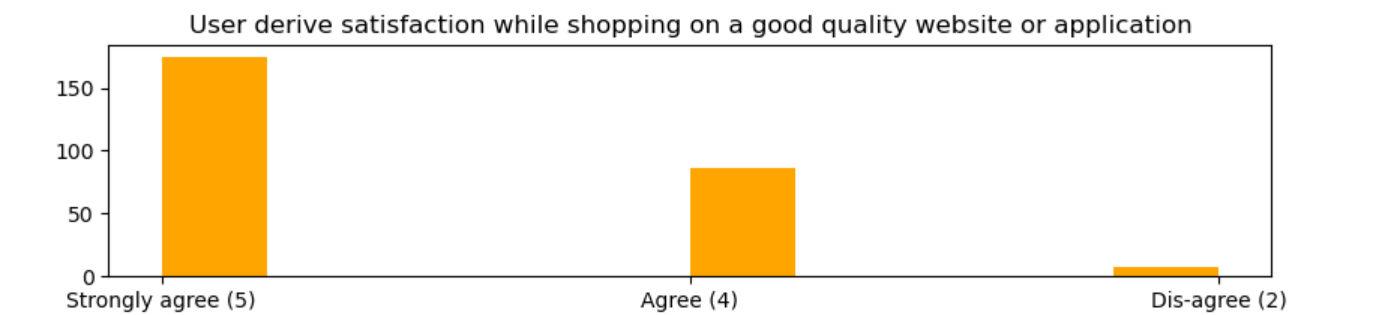 User derive satisfaction while shopping on a good quality website or application
150
100
50
0
Strongly agree (5) Agree (4) Dis-agree (2)